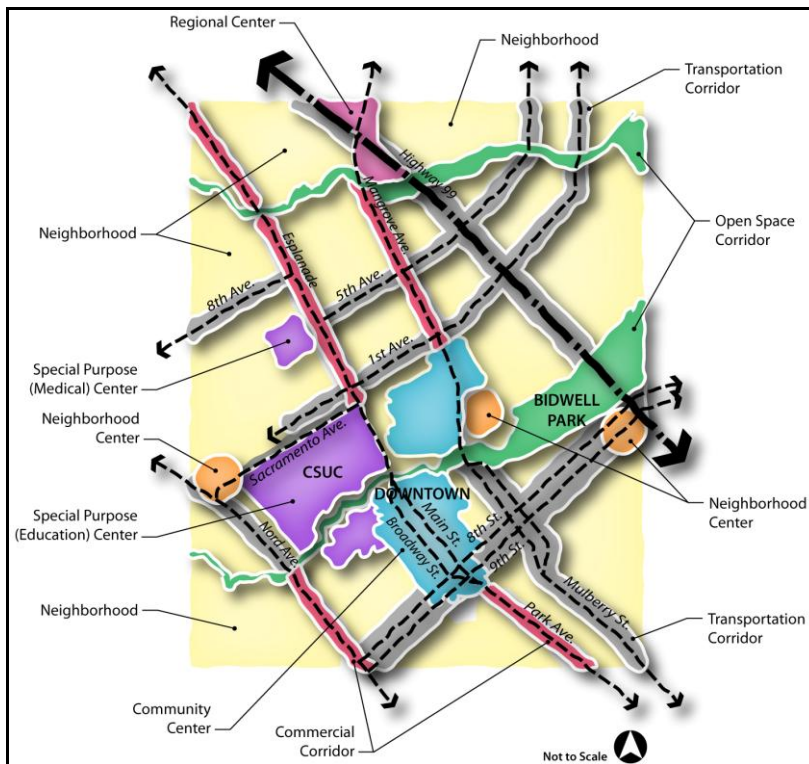 Regional Center
Neighborhood
Transportation
Corridor
Highway 99
Mangrove Ave.
Neighborhood
Esplanade
Open Space
Corridor
8th Ave.
5th Ave.
1st Ave.
Special Purpose
(Medical) Center
BIDWELL
PARK
Neighborhood
Center
Sacramento Ave.
CSUC
DOWNTOWN
Neighborhood
Center
Special Purpose
(Education) Center
Main St.
8th St.
9th St.
Nord Ave.
Broadway St.
Mulberry St.
Neighborhood
Park Ave.
Transportation
Corridor
Community
Center
Commercial
Corridor
Not to Scale